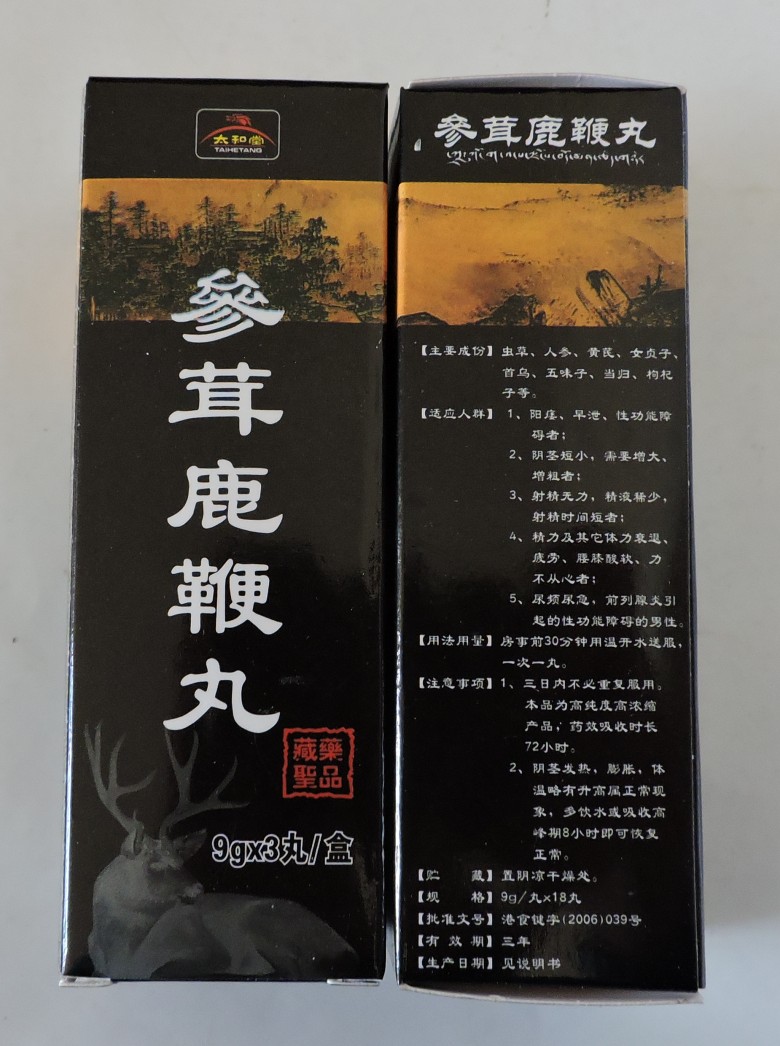 太和堂
TAIHETANG
參茸鹿鞭丸
藏藥
聖品
9gx3丸/盒
參茸鹿鞭丸
【主要成份】虫草、人参、黄芪、女贞子、
首乌、五味子、当归、枸杞
子等。
【适应人群】1、阳痿、早泄、性功能障
碍者；
2、阴茎短小，需要增大、
增粗者；
3、射精无力，精液稀少，
射精时间短者；
4、精力及其它体力衰退、
疲劳、腰膝酸软、力
不从心者；
5、尿频尿急，前列腺炎引
起的性功能障碍的男性。
【用法用量】房事前30分钟用温开水送服，
一次一丸。
【注意事项】1、三日内不必重复服用。
本品为高纯度高浓缩
产品，药效吸收时长
72小时。
2、阴茎发热，膨胀，体
温略有升高属正常现
象，多饮水或吸收高
峰期8小时即可恢复
正常。
【贮 藏】置阴凉干燥处。
【规 格】9g/丸x18丸
【批准文号】港食健字(2006)039号
【有 效 期】三年
【生产日期】见说明书